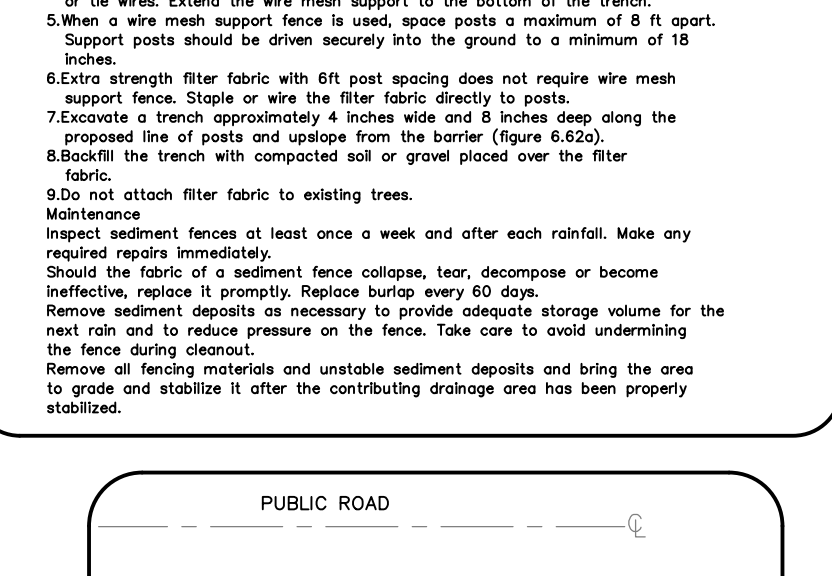 or tie wires. Extend the wire mesh support to the bottom of the trench.
5.When a wire mesh support fence is used, space posts a maximum of 8 ft apart.
Support posts should be driven securely into the ground to a minimum of 18
inches.
6.Extra strength filter fabric with 6ft post spacing does not require wire mesh
support fence. Staple or wire the filter fabric directly to posts.
7.Excavate a trench approximately 4 inches wide and 8 inches deep along the
proposed line of posts and upslope from the barrier (figure 6.62a).
8.Backfill the trench with compacted soil or gravel placed over the filter
fabric.
9.Do not attach filter fabric to existing trees.
Maintenance
Inspect sediment fences at least once a week and after each rainfall. Make any
required repairs immediately.
Should the fabric of a sediment fence collapse, tear, decompose or become
ineffective, replace it promptly. Replace burlap every 60 days.
Remove sediment deposits as necessary to provide adequate storage volume for the
next rain and to reduce pressure on the fence. Take care to avoid undermining
the fence during cleanout.
Remove all fencing materials and unstable sediment deposits and bring the area
to grade and stabilize it after the contributing drainage area has been properly
stabilized.
PUBLIC ROAD
℄